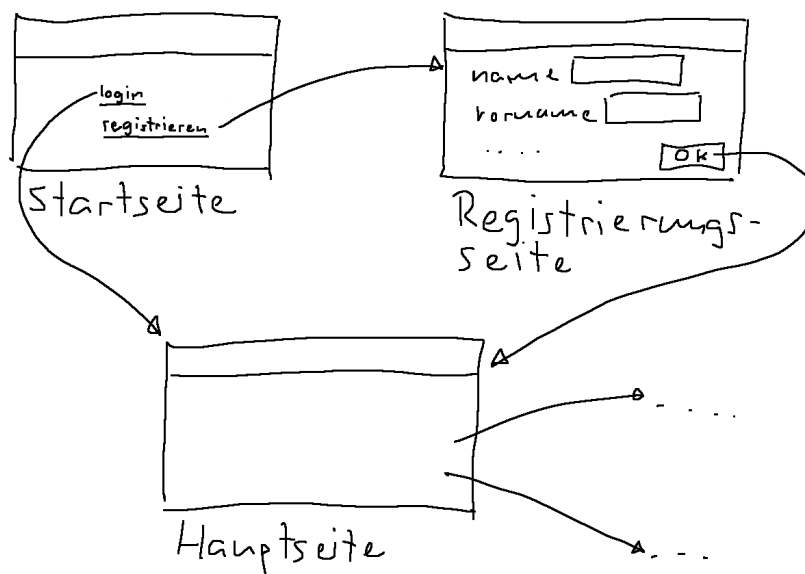 login
registrieren
Startseite
name
vorname
. . . .
OK
Registrierungs-
seite
Hauptseite
. . . .
. . .